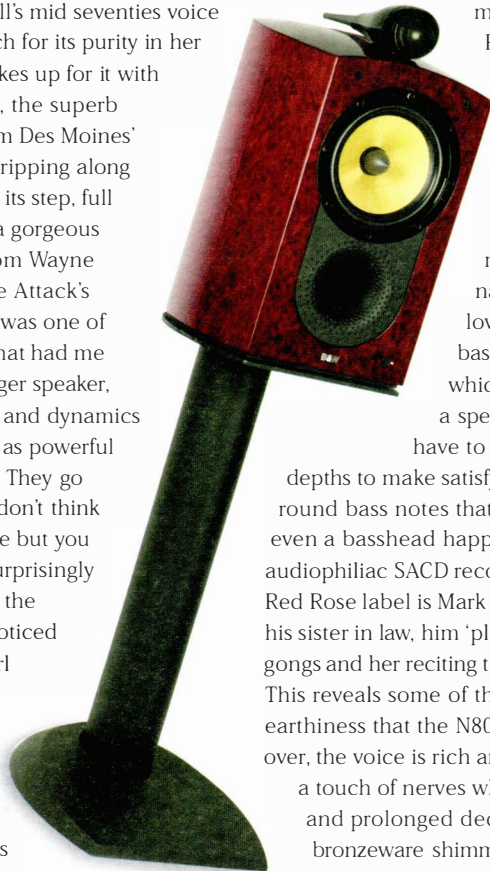 ll's mid seventies voice
ch for its purity in her
kes up for it with
, the superb
m Des Moines'
ripping along
its step, full
a gorgeous
om Wayne
e Attack's
was one of
hat had me
ger speaker,
and dynamics
as powerful
They go
don't think
e but you
urprisingly
the
oticed
rl
s
m
n
na
lov
bas
whic
a spe
have to
depths to make satisfy
round bass notes that
even a basshead happ
audiophiliac SACD reco
Red Rose label is Mark
his sister in law, him 'pl
gongs and her reciting t
This reveals some of th
earthiness that the N80
over, the voice is rich an
a touch of nerves w
and prolonged dec
bronzeware shimm
B&W